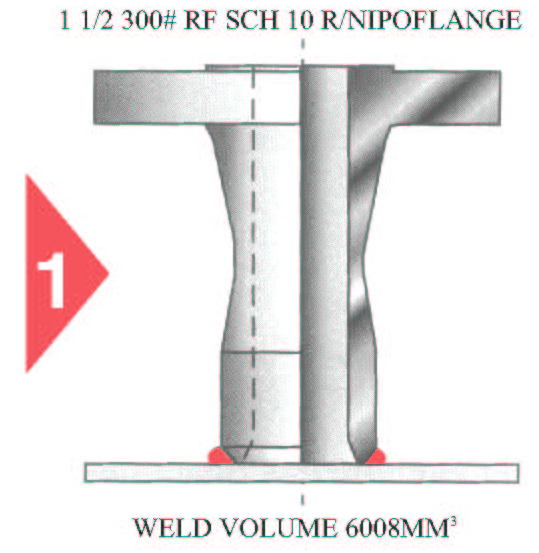 1 1/2 300# RF SCH 10 R/NIPOFLANGE
1
WELD VOLUME 6008MM³